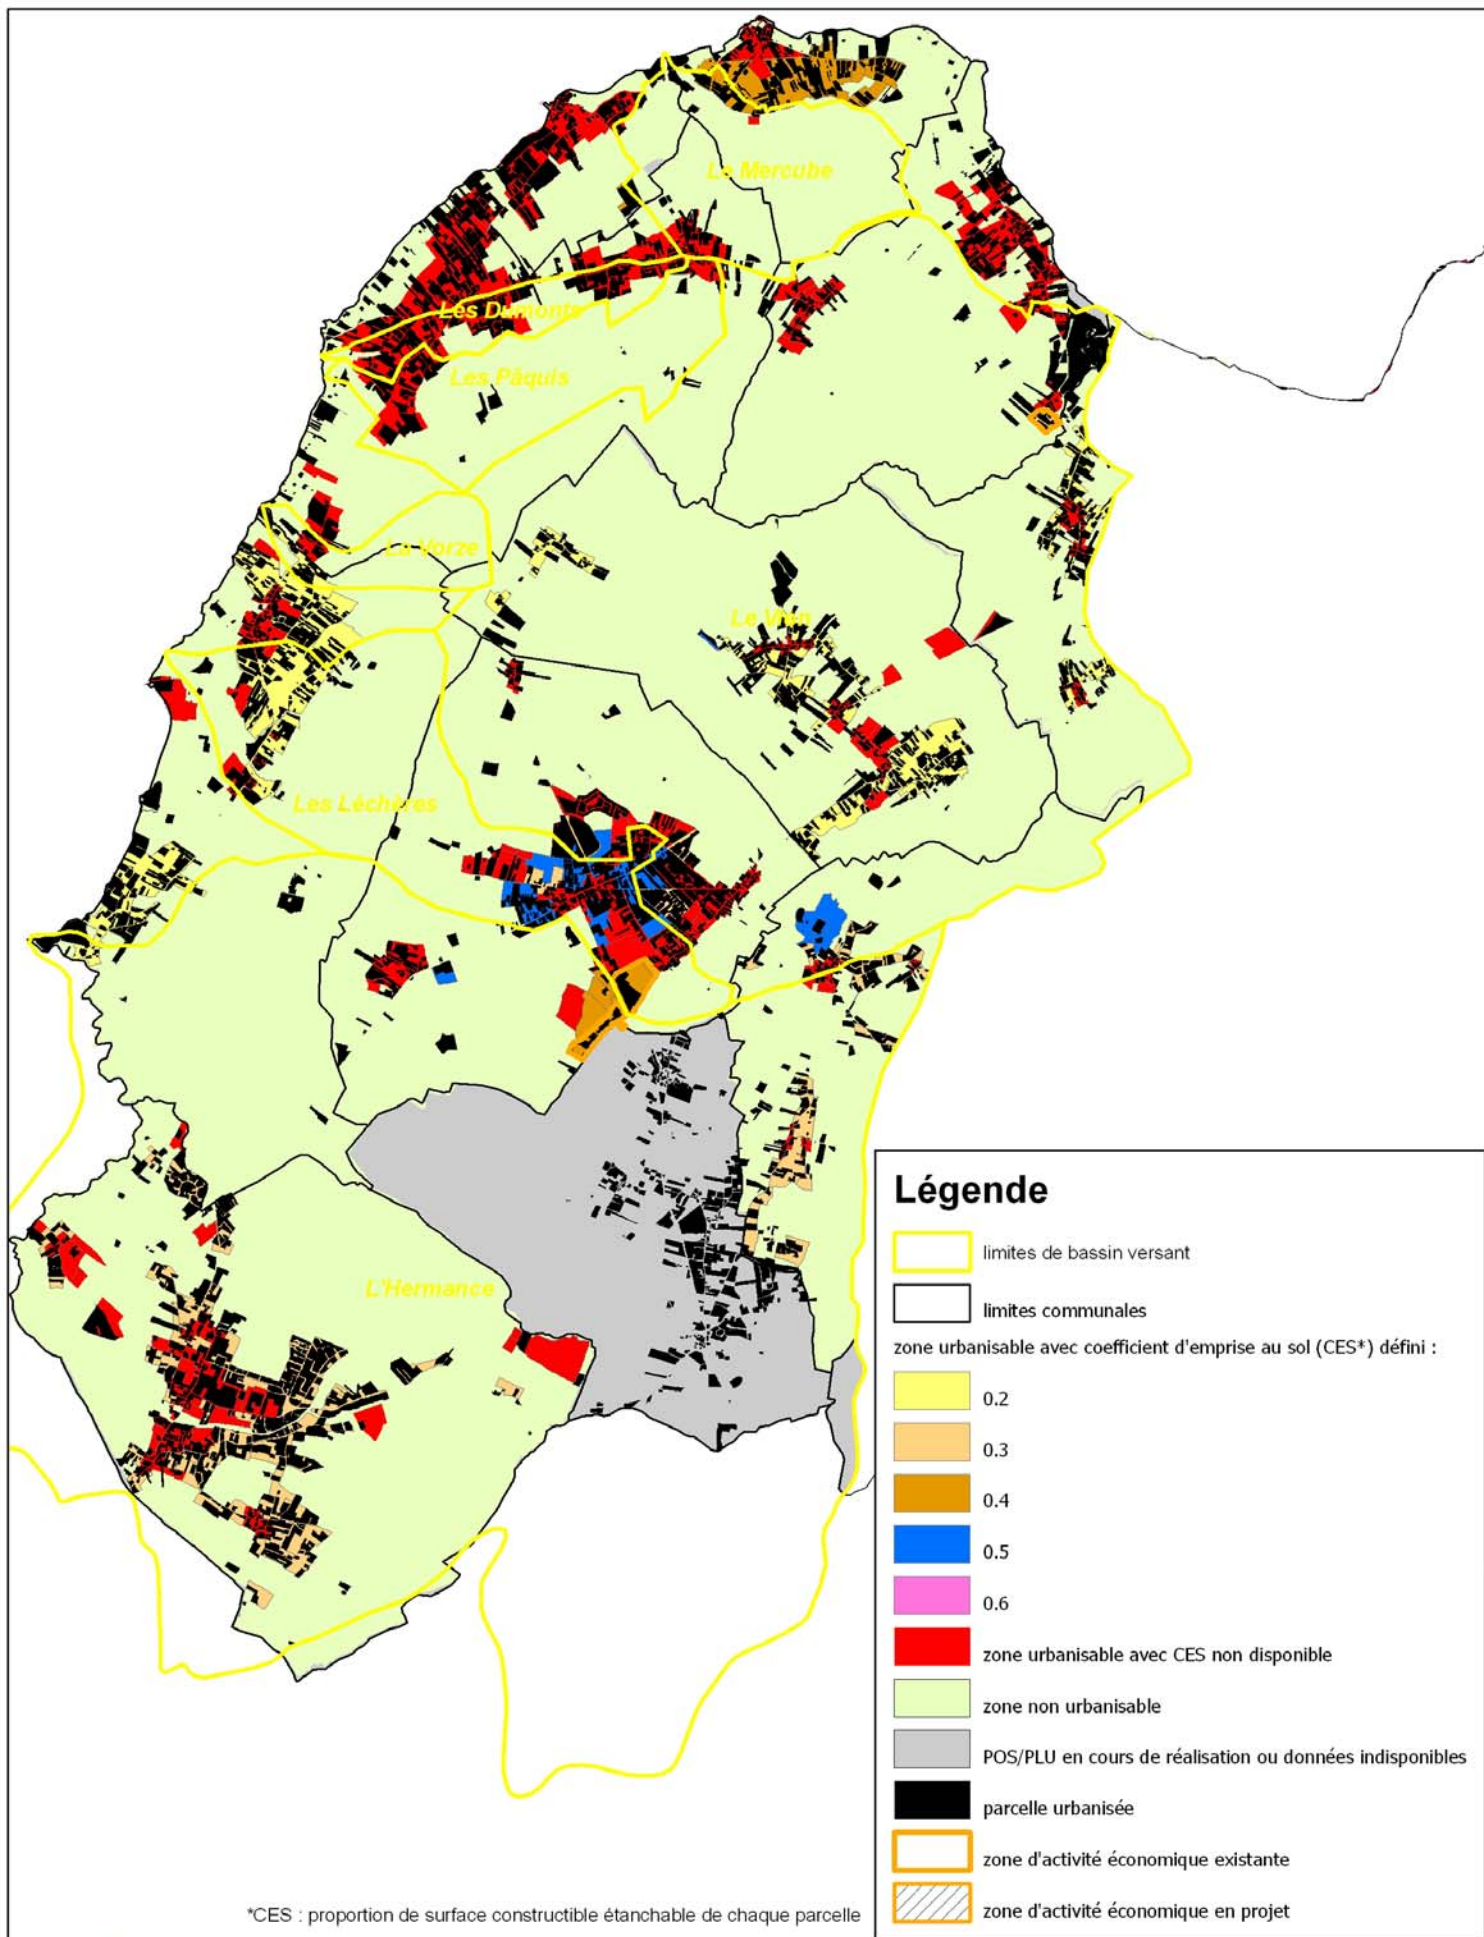 Le Mercube
Les Dumonts
Les Pâquis
La Vorze
Le Vion
Les Léchères
L'Hermance
Légende
limites de bassin versant
limites communales
zone urbanisable avec coefficient d'emprise au sol (CES*) défini :
0.2
0.3
0.4
0.5
0.6
zone urbanisable avec CES non disponible
zone non urbanisable
POS/PLU en cours de réalisation ou données indisponibles
parcelle urbanisée
zone d'activité économique existante
zone d'activité économique en projet
*CES : proportion de surface constructible étanchable de chaque parcelle